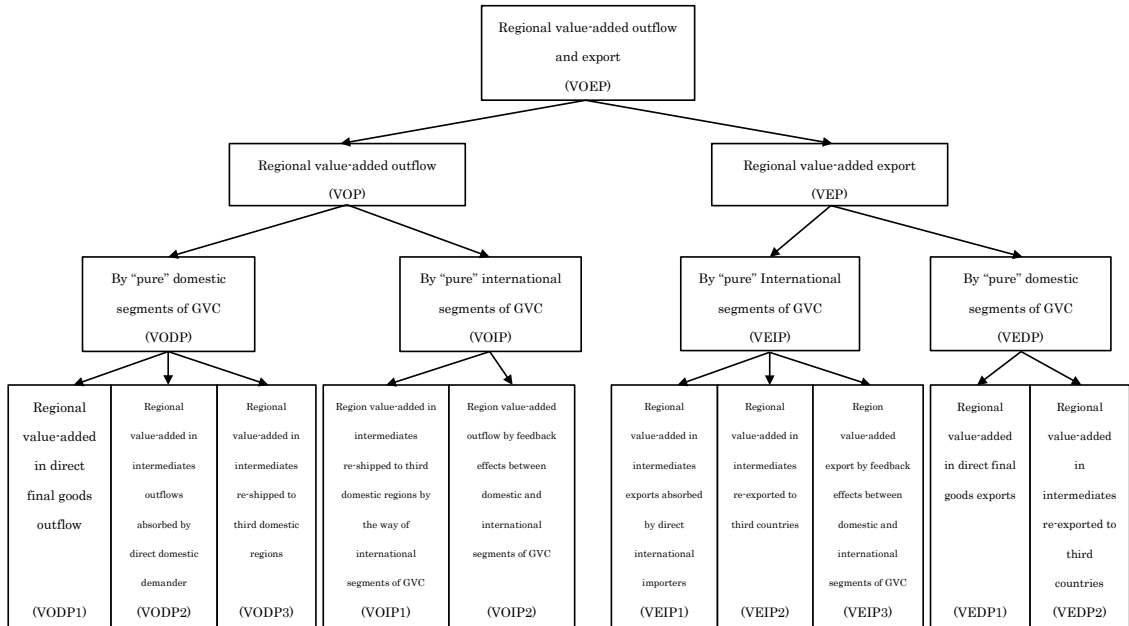 Regional value-added outflow
and export
(VOEP)
Regional value-added outflow
(VOP)
Regional value-added export
(VEP)
By “pure” domestic
segments of GVC
(VODP)
By “pure” international
segments of GVC
(VOIP)
By “pure” International
segments of GVC
(VEIP)
By “pure” domestic
segments of GVC
(VEDP)
Regional
value-added
in direct
final goods
outflow
(VODP1)
Regional
value-added in
intermediates
outflows
absorbed by
direct domestic
demander
(VODP2)
Regional
value-added in
intermediates
re-shipped to
third domestic
regions
(VODP3)
Region value-added in
intermediates
re-shipped to third
domestic regions by
the way of
international
segments of GVC
(VOIP1)
Region value-added
outflow by feedback
effects between
domestic and
international
segments of GVC
(VOIP2)
Regional
value-added in
intermediates
exports absorbed
by direct
international
importers
(VEIP1)
Regional
value-added in
intermediates
re-exported to
third countries
(VEIP2)
Region
value-added
export by feedback
effects between
domestic and
international
segments of GVC
(VEIP3)
Regional
value-added
in direct final
goods exports
(VEDP1)
Regional
value-added
in
intermediates
re-exported to
third
countries
(VEDP2)